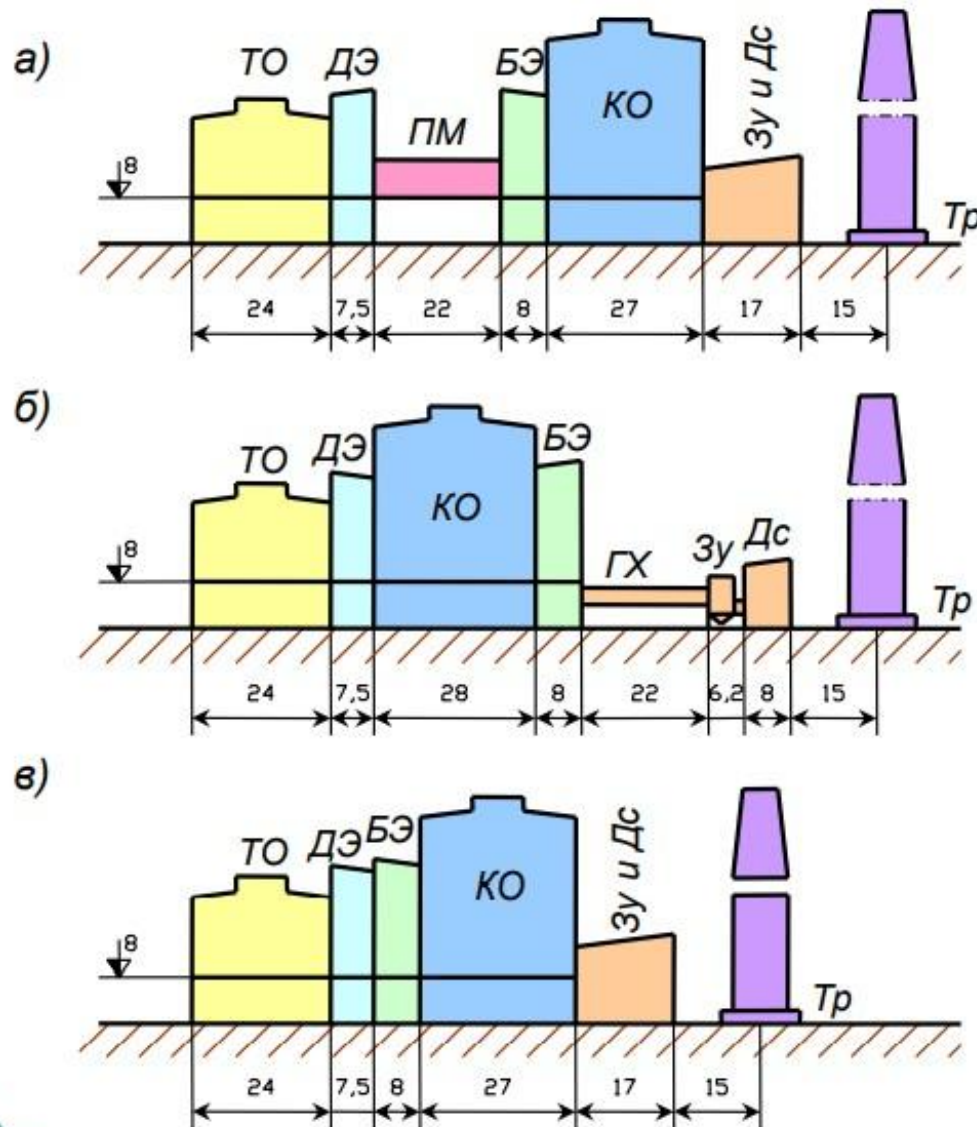 а)
ТО ДЭ ПМ БЭ КО Зу и Дс Тр
8
24 7,5 22 8 27 17 15
б)
ТО ДЭ КО БЭ ГХ Зу Дс Тр
8
24 7,5 28 8 22 6,2 8 15
в)
ТО ДЭ БЭ КО Зу и Дс Тр
8
24 7,5 8 27 17 15